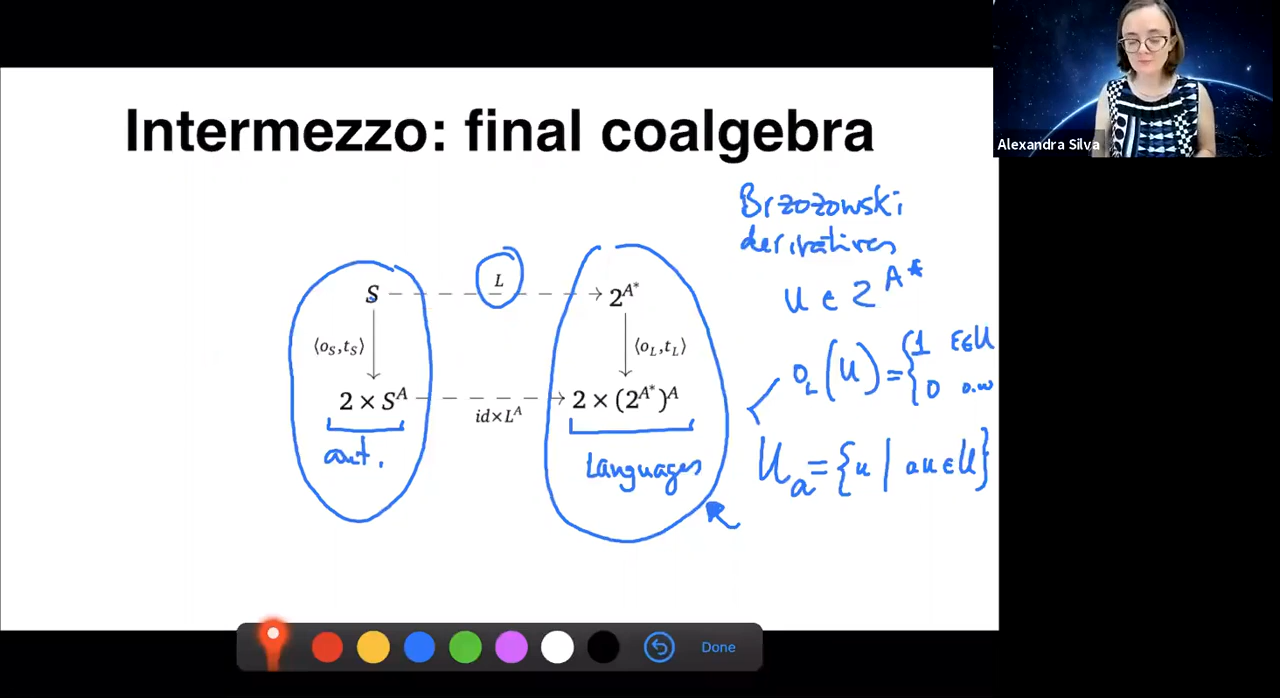 Alexandra Silva
Intermezzo: final coalgebra
Brzozowski
derivatives
U ∈ 2^{A*}
S L 2^{A*}
⟨o_S,t_S⟩ ⟨o_L,t_L⟩
o_L(U) = { 1 ε∈U
0 o.w
2 × S^A id×L^A 2 × (2^{A*})^A
aut.
Languages
U_a = {u | au∈U}
Done